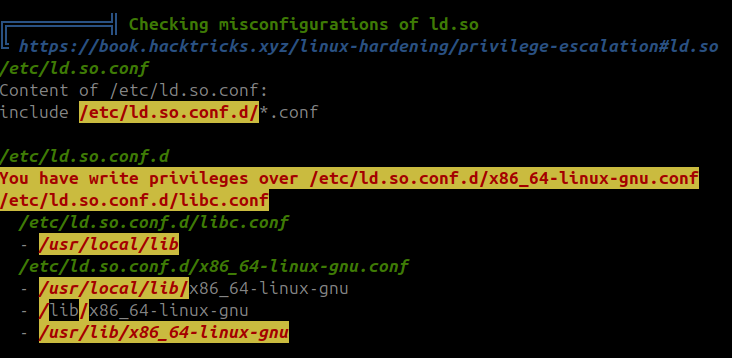 ╔══════════╣ Checking misconfigurations of ld.so
╚ https://book.hacktricks.xyz/linux-hardening/privilege-escalation#ld.so
/etc/ld.so.conf
Content of /etc/ld.so.conf:
include /etc/ld.so.conf.d/*.conf
/etc/ld.so.conf.d
You have write privileges over /etc/ld.so.conf.d/x86_64-linux-gnu.conf
/etc/ld.so.conf.d/libc.conf
/etc/ld.so.conf.d/libc.conf
- /usr/local/lib
/etc/ld.so.conf.d/x86_64-linux-gnu.conf
- /usr/local/lib/x86_64-linux-gnu
- /lib/x86_64-linux-gnu
- /usr/lib/x86_64-linux-gnu